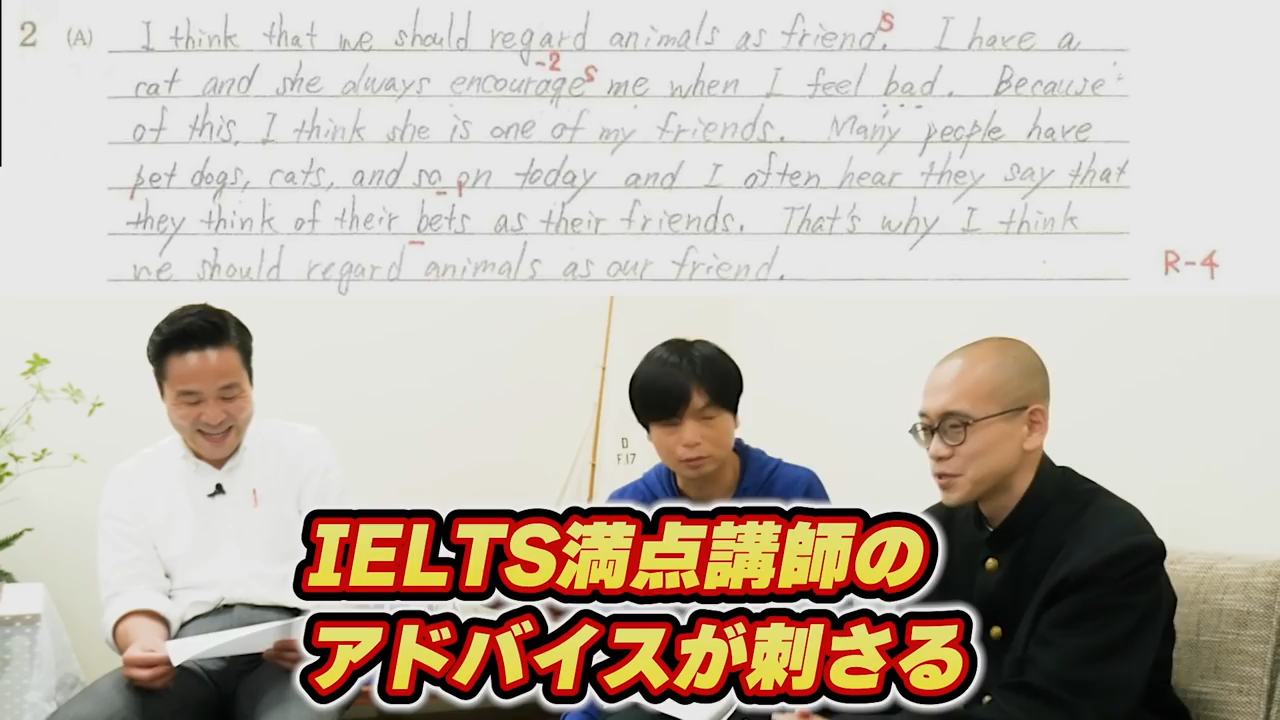 2 (A) I think that we should regard animals as friend.s I have a
-2
cat and she always encourages me when I feel bad. Because
of this, I think she is one of my friends. Many people have
pet dogs, cats, and so on today and I often hear they say that
they think of their bets as their friends. That's why I think
we should regard animals as our friend.
R-4
D
F.17
IELTS満点講師の
アドバイスが刺さる